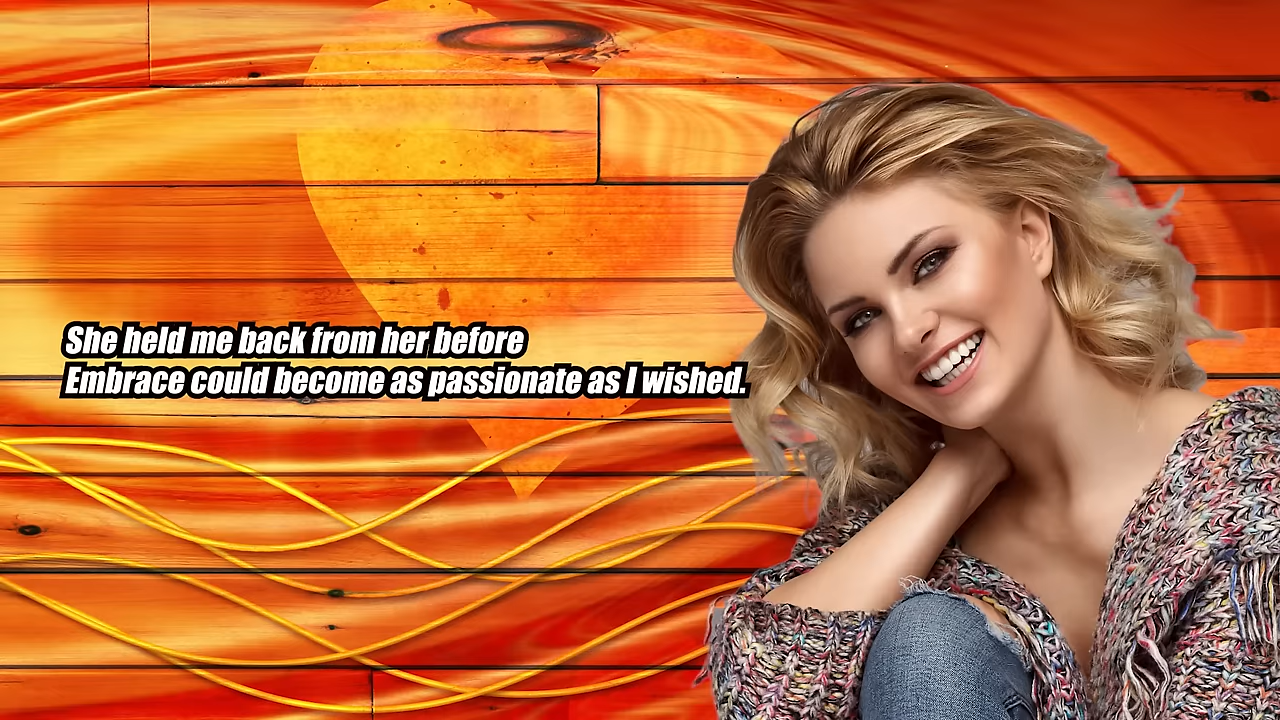 She held me back from her before
Embrace could become as passionate as I wished.